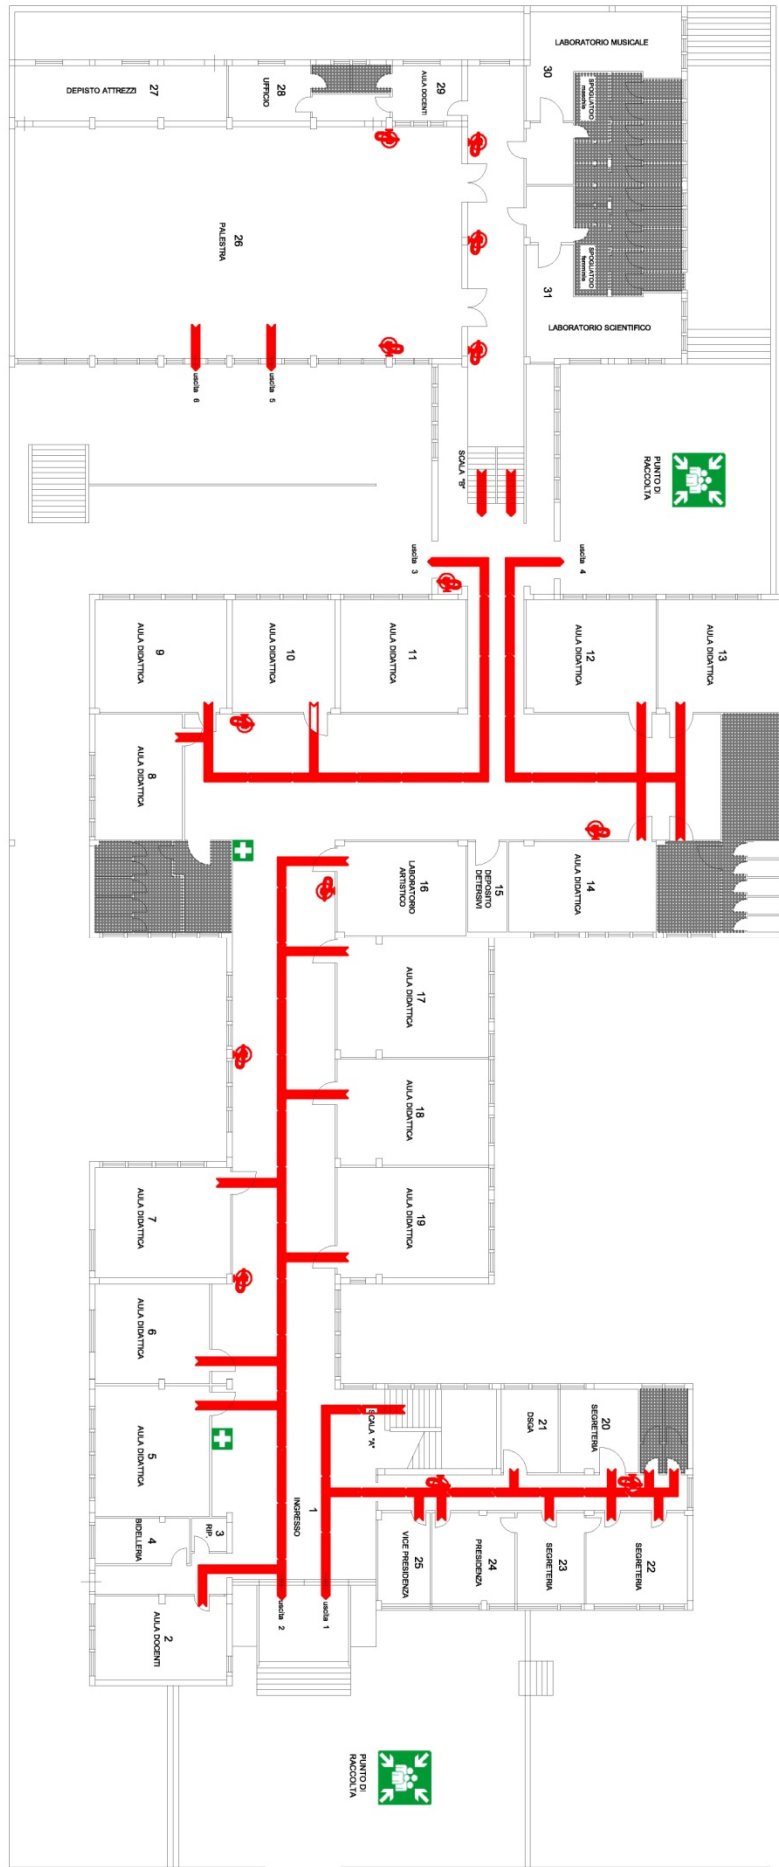 LABORATORIO MUSICALE
30
SPOGLIATOIO
maschile
27
DEPISTO ATTREZZI
28
UFFICIO
29
AULA DOCENTI
26
PALESTRA
SPOGLIATOIO
femminile
31
LABORATORIO SCIENTIFICO
uscita 6
uscita 5
SCALA "B"
PUNTO DI
RACCOLTA
uscita 3
uscita 4
9
AULA DIDATTICA
10
AULA DIDATTICA
11
AULA DIDATTICA
12
AULA DIDATTICA
13
AULA DIDATTICA
8
AULA DIDATTICA
16
LABORATORIO
ARTISTICO
15
DEPOSITO
DETERSIVI
14
AULA DIDATTICA
17
AULA DIDATTICA
18
AULA DIDATTICA
19
AULA DIDATTICA
7
AULA DIDATTICA
6
AULA DIDATTICA
5
AULA DIDATTICA
SCALA "A"
21
DSGA
20
SEGRETERIA
4
BIDELLERIA
3
RIP.
1
INGRESSO
25
VICE PRESIDENZA
24
PRESIDENZA
23
SEGRETERIA
22
SEGRETERIA
2
AULA DOCENTI
uscita 2
uscita 1
PUNTO DI
RACCOLTA